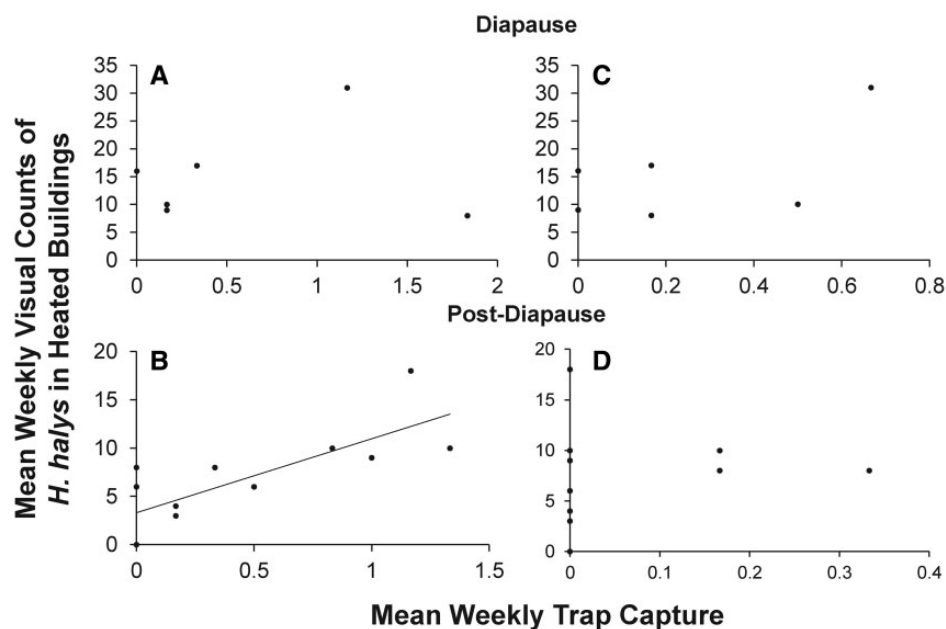 Diapause
Mean Weekly Visual Counts of
H. halys in Heated Buildings
A
35
30
25
20
15
10
5
0
0 0.5 1 1.5 2
C
35
30
25
20
15
10
5
0
0 0.2 0.4 0.6 0.8
Post-Diapause
B
20
15
10
5
0
0 0.5 1 1.5
D
20
15
10
5
0
0 0.1 0.2 0.3 0.4
Mean Weekly Trap Capture